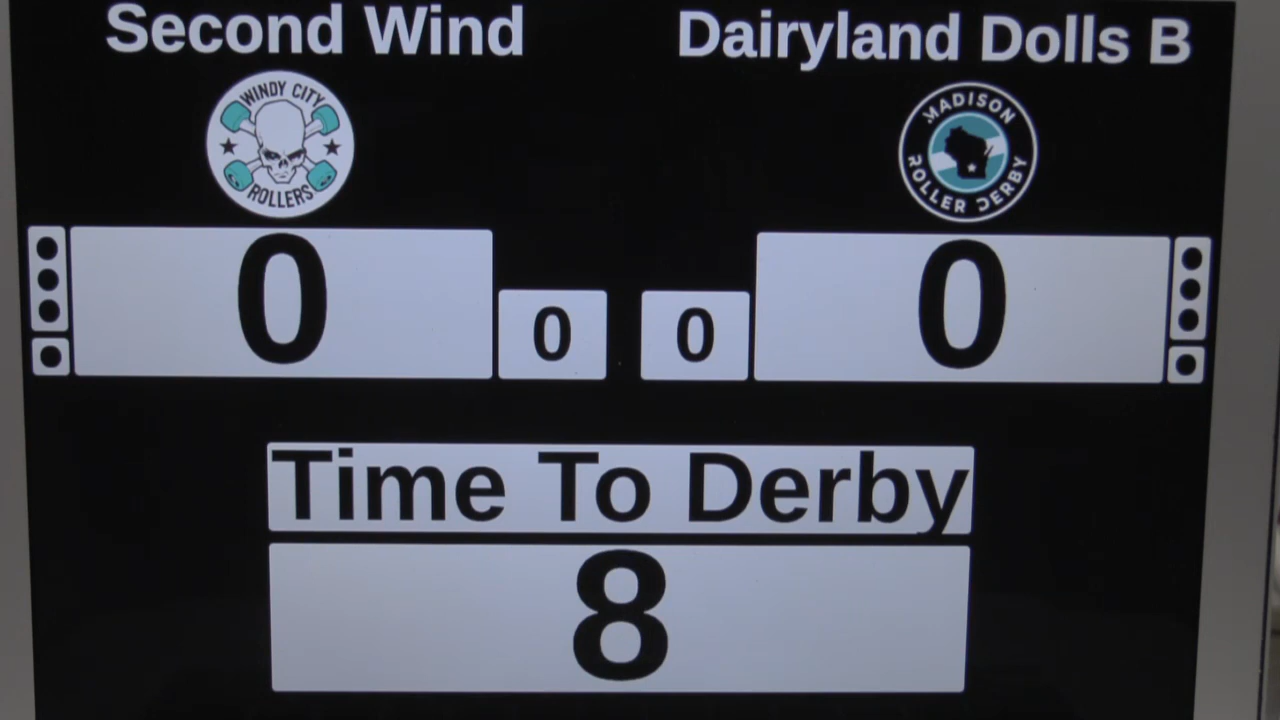 Second Wind
Dairyland Dolls B
WINDY CITY
ROLLERS
MADISON
ROLLER DERBY
0
0
0
0
Time To Derby
8